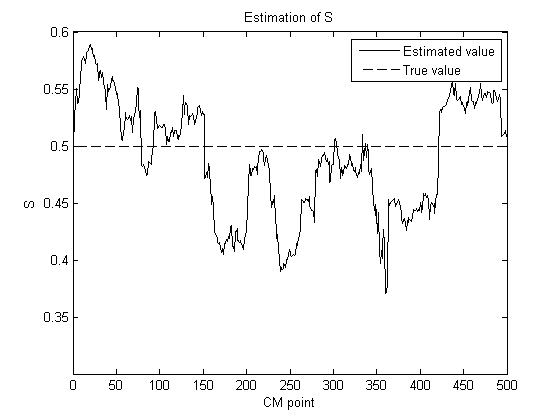 Estimation of S
0.6
Estimated value
True value
0.55
0.5
0.45
S
0.4
0.35
0 50 100 150 200 250 300 350 400 450 500
CM point